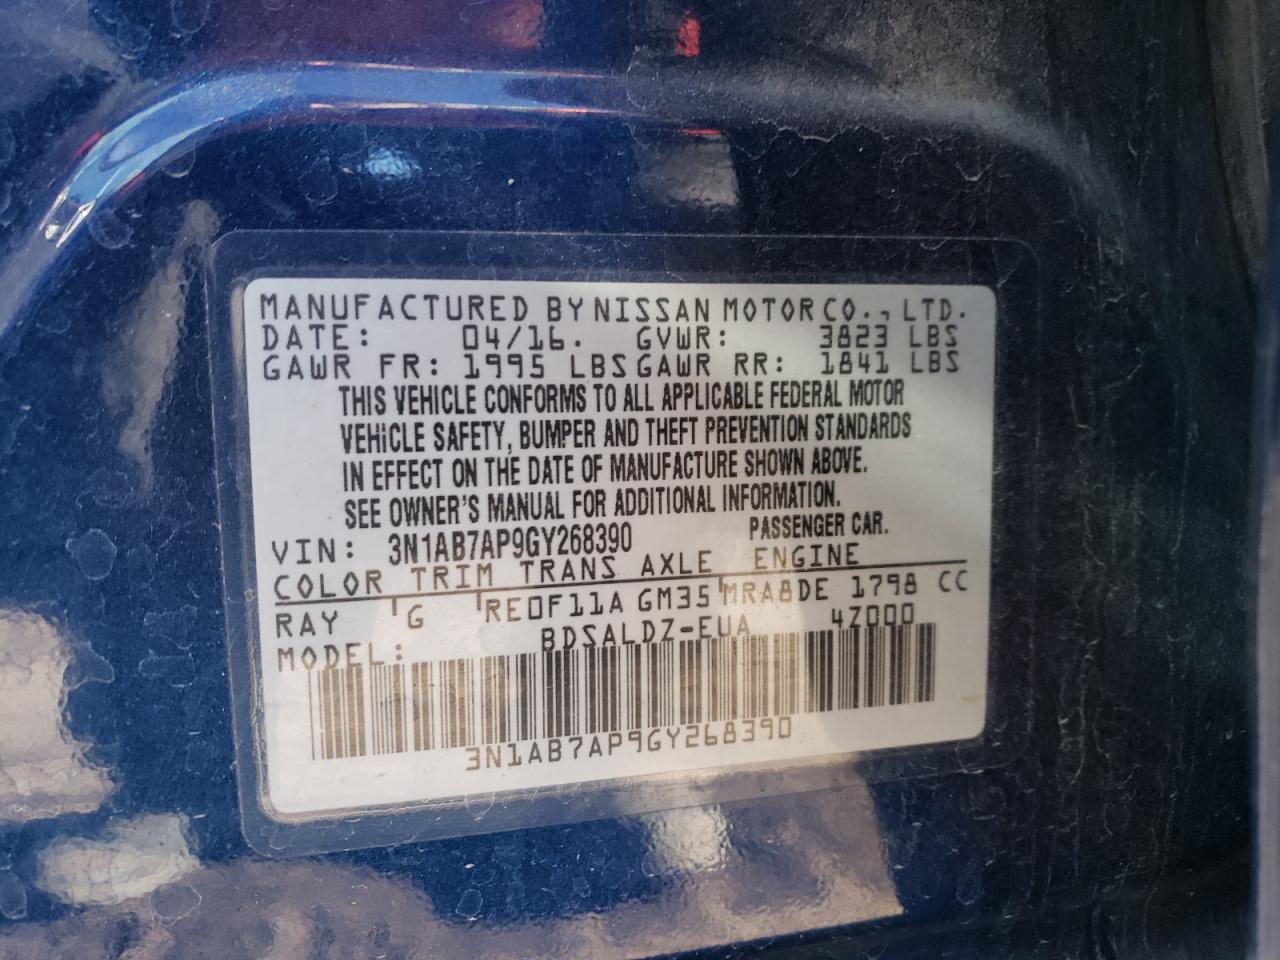 MANUFACTURED BY NISSAN MOTOR CO., LTD.
DATE: 04/16. GVWR: 3823 LBS
GAWR FR: 1995 LBS GAWR RR: 1841 LBS
THIS VEHICLE CONFORMS TO ALL APPLICABLE FEDERAL MOTOR
VEHICLE SAFETY, BUMPER AND THEFT PREVENTION STANDARDS
IN EFFECT ON THE DATE OF MANUFACTURE SHOWN ABOVE.
SEE OWNER'S MANUAL FOR ADDITIONAL INFORMATION.
VIN: 3N1AB7AP9GY268390 PASSENGER CAR.
COLOR TRIM TRANS AXLE ENGINE
RAY G RE0F11A GM35 MRA8DE 1798 CC
MODEL: BDSALDZ-EUA 4Z000
3N1AB7AP9GY268390